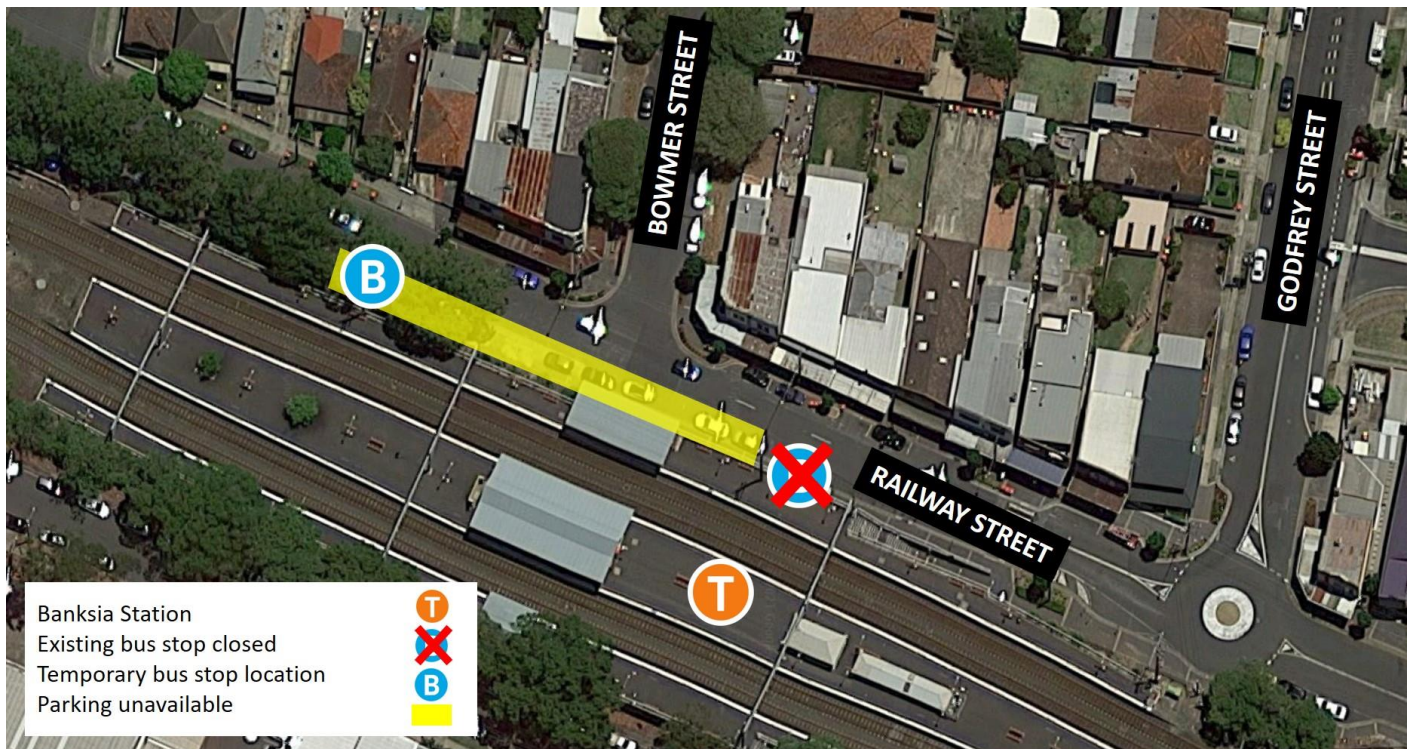 BOWMER STREET
GODFREY STREET
B
RAILWAY STREET
T
Banksia Station
T
Existing bus stop closed
Temporary bus stop location
B
Parking unavailable